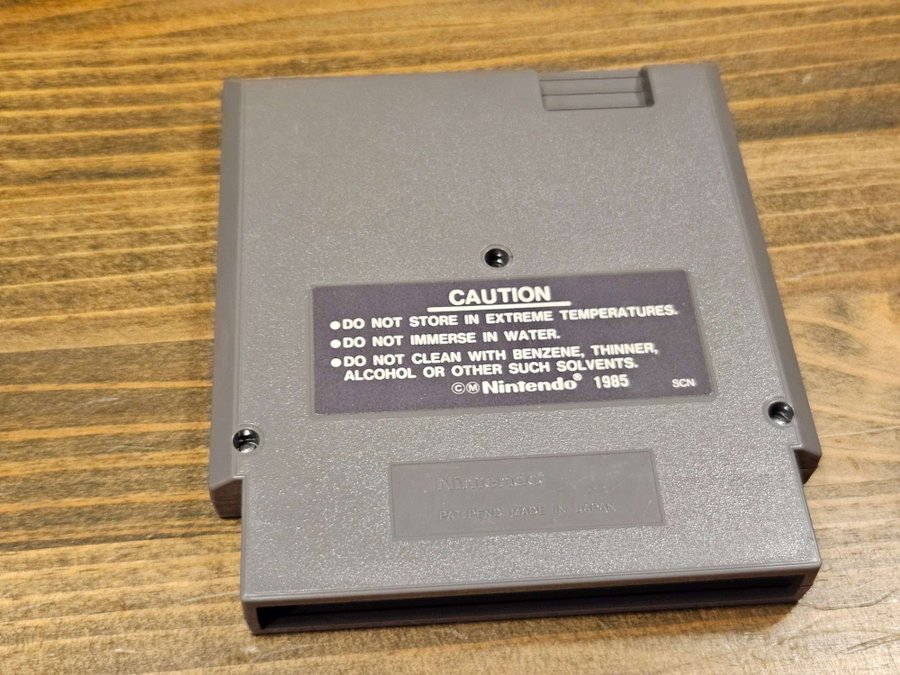 CAUTION
●DO NOT STORE IN EXTREME TEMPERATURES.
●DO NOT IMMERSE IN WATER.
●DO NOT CLEAN WITH BENZENE, THINNER,
ALCOHOL OR OTHER SUCH SOLVENTS.
ⒸⓂNintendo® 1985 SCN
Nintendo
PAT. PEND. MADE IN JAPAN